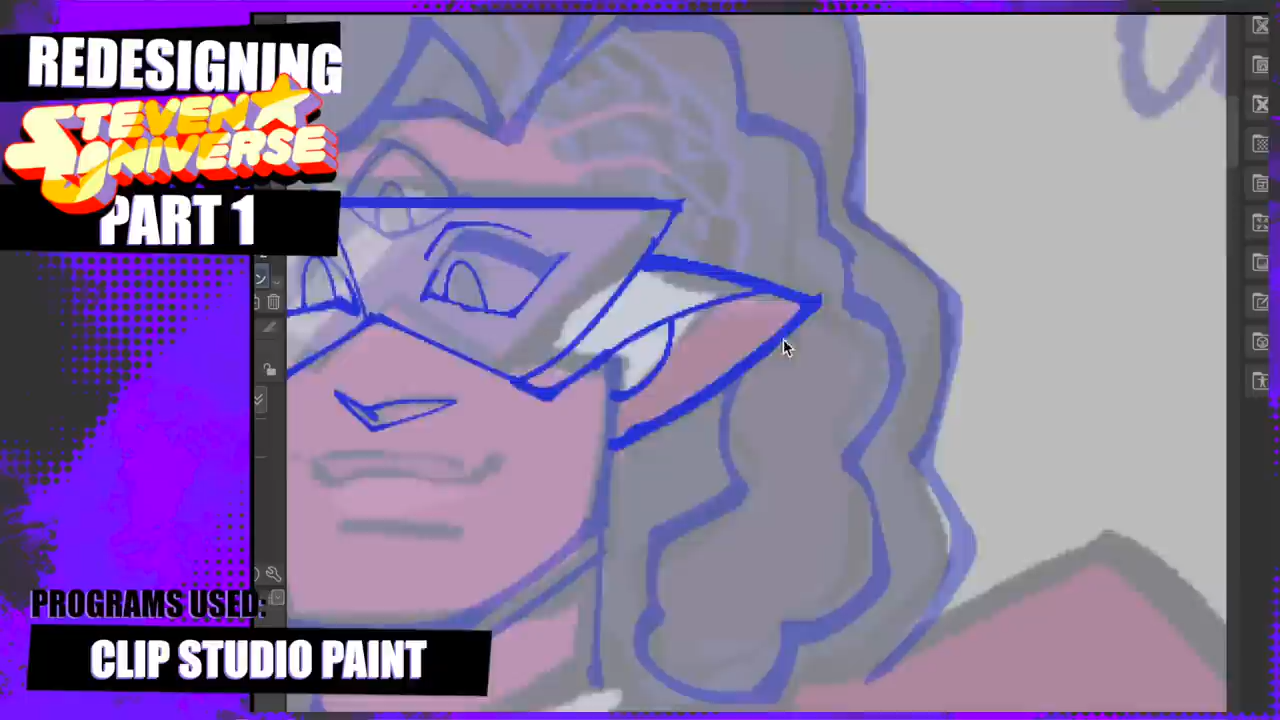 REDESIGNING
STEVEN
UNIVERSE
PART 1
PROGRAMS USED:
CLIP STUDIO PAINT